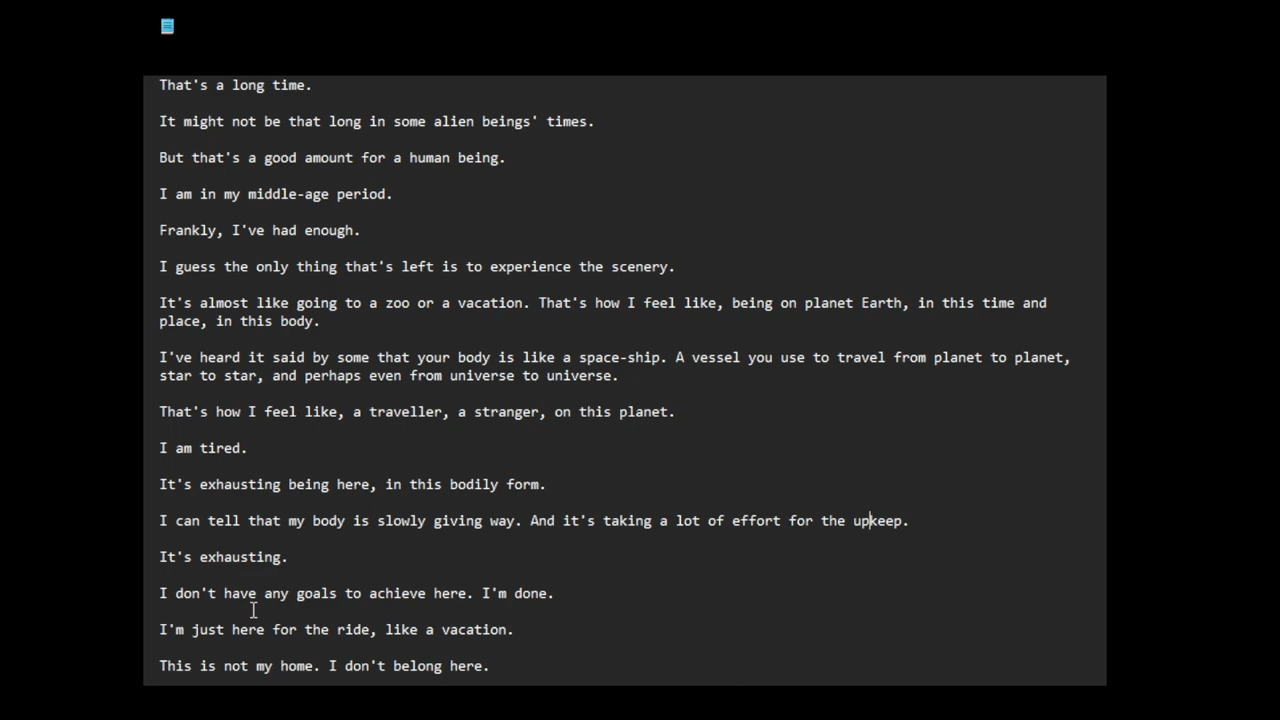 That's a long time.
It might not be that long in some alien beings' times.
But that's a good amount for a human being.
I am in my middle-age period.
Frankly, I've had enough.
I guess the only thing that's left is to experience the scenery.
It's almost like going to a zoo or a vacation. That's how I feel like, being on planet Earth, in this time and
place, in this body.
I've heard it said by some that your body is like a space-ship. A vessel you use to travel from planet to planet,
star to star, and perhaps even from universe to universe.
That's how I feel like, a traveller, a stranger, on this planet.
I am tired.
It's exhausting being here, in this bodily form.
I can tell that my body is slowly giving way. And it's taking a lot of effort for the upkeep.
It's exhausting.
I don't have any goals to achieve here. I'm done.
I'm just here for the ride, like a vacation.
This is not my home. I don't belong here.